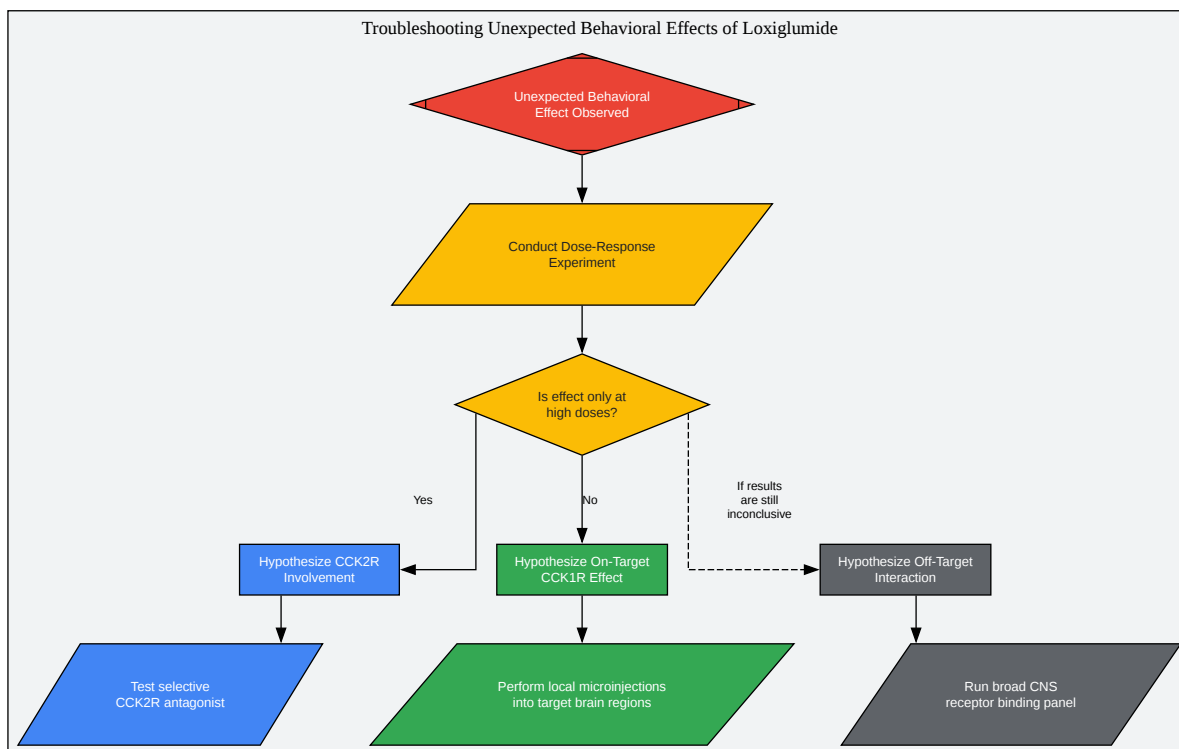 Troubleshooting Unexpected Behavioral Effects of Loxiglumide
Unexpected Behavioral
Effect Observed
Conduct Dose-Response
Experiment
Is effect only at
high doses?
Yes
No
If results
are still
inconclusive
Hypothesize CCK2R
Involvement
Hypothesize On-Target
CCK1R Effect
Hypothesize Off-Target
Interaction
Test selective
CCK2R antagonist
Perform local microinjections
into target brain regions
Run broad CNS
receptor binding panel